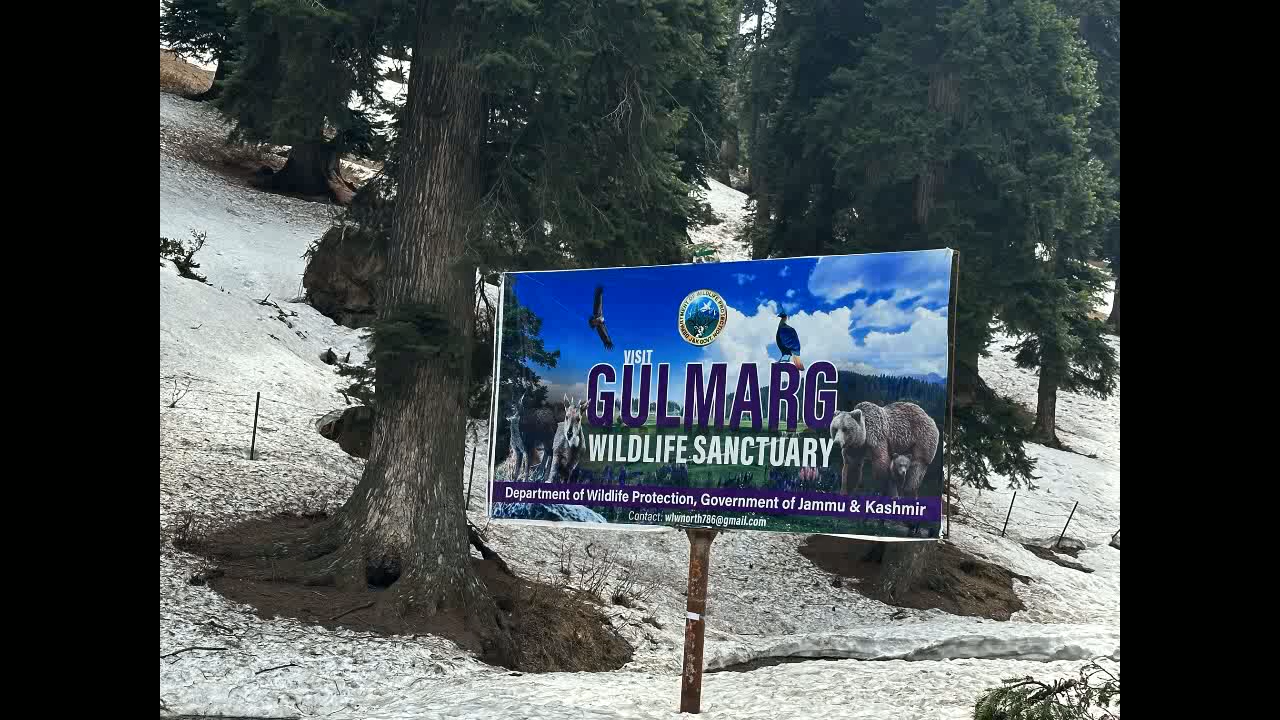 VISIT
GULMARG
WILDLIFE SANCTUARY
Department of Wildlife Protection, Government of Jammu & Kashmir
Contact: wlwnorth786@gmail.com